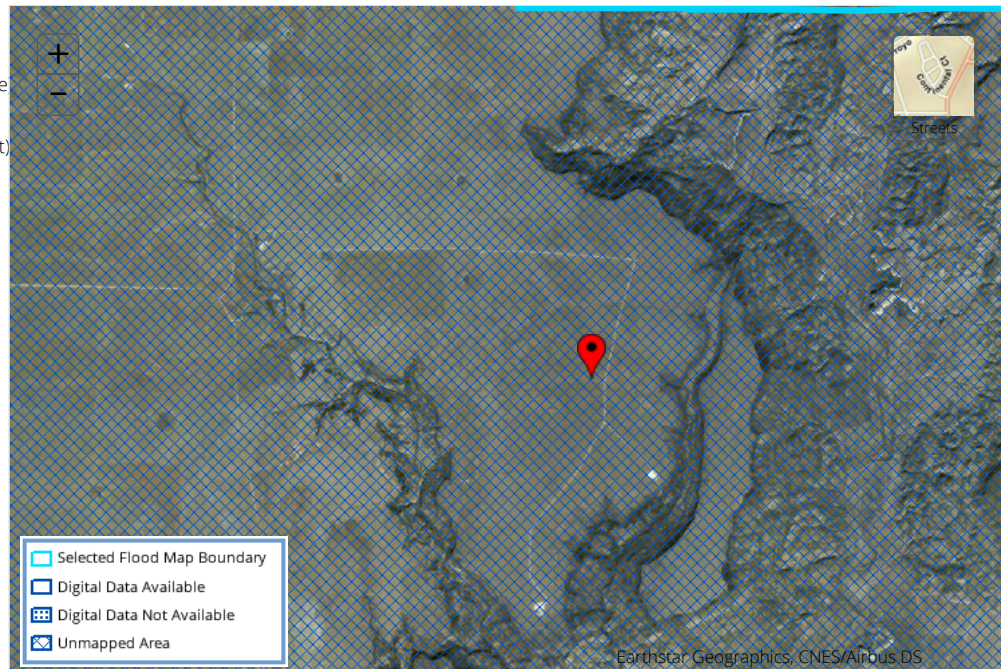 +
−
e
t)
Streets
Selected Flood Map Boundary
Digital Data Available
Digital Data Not Available
Unmapped Area
Earthstar Geographics, CNES/Airbus DS